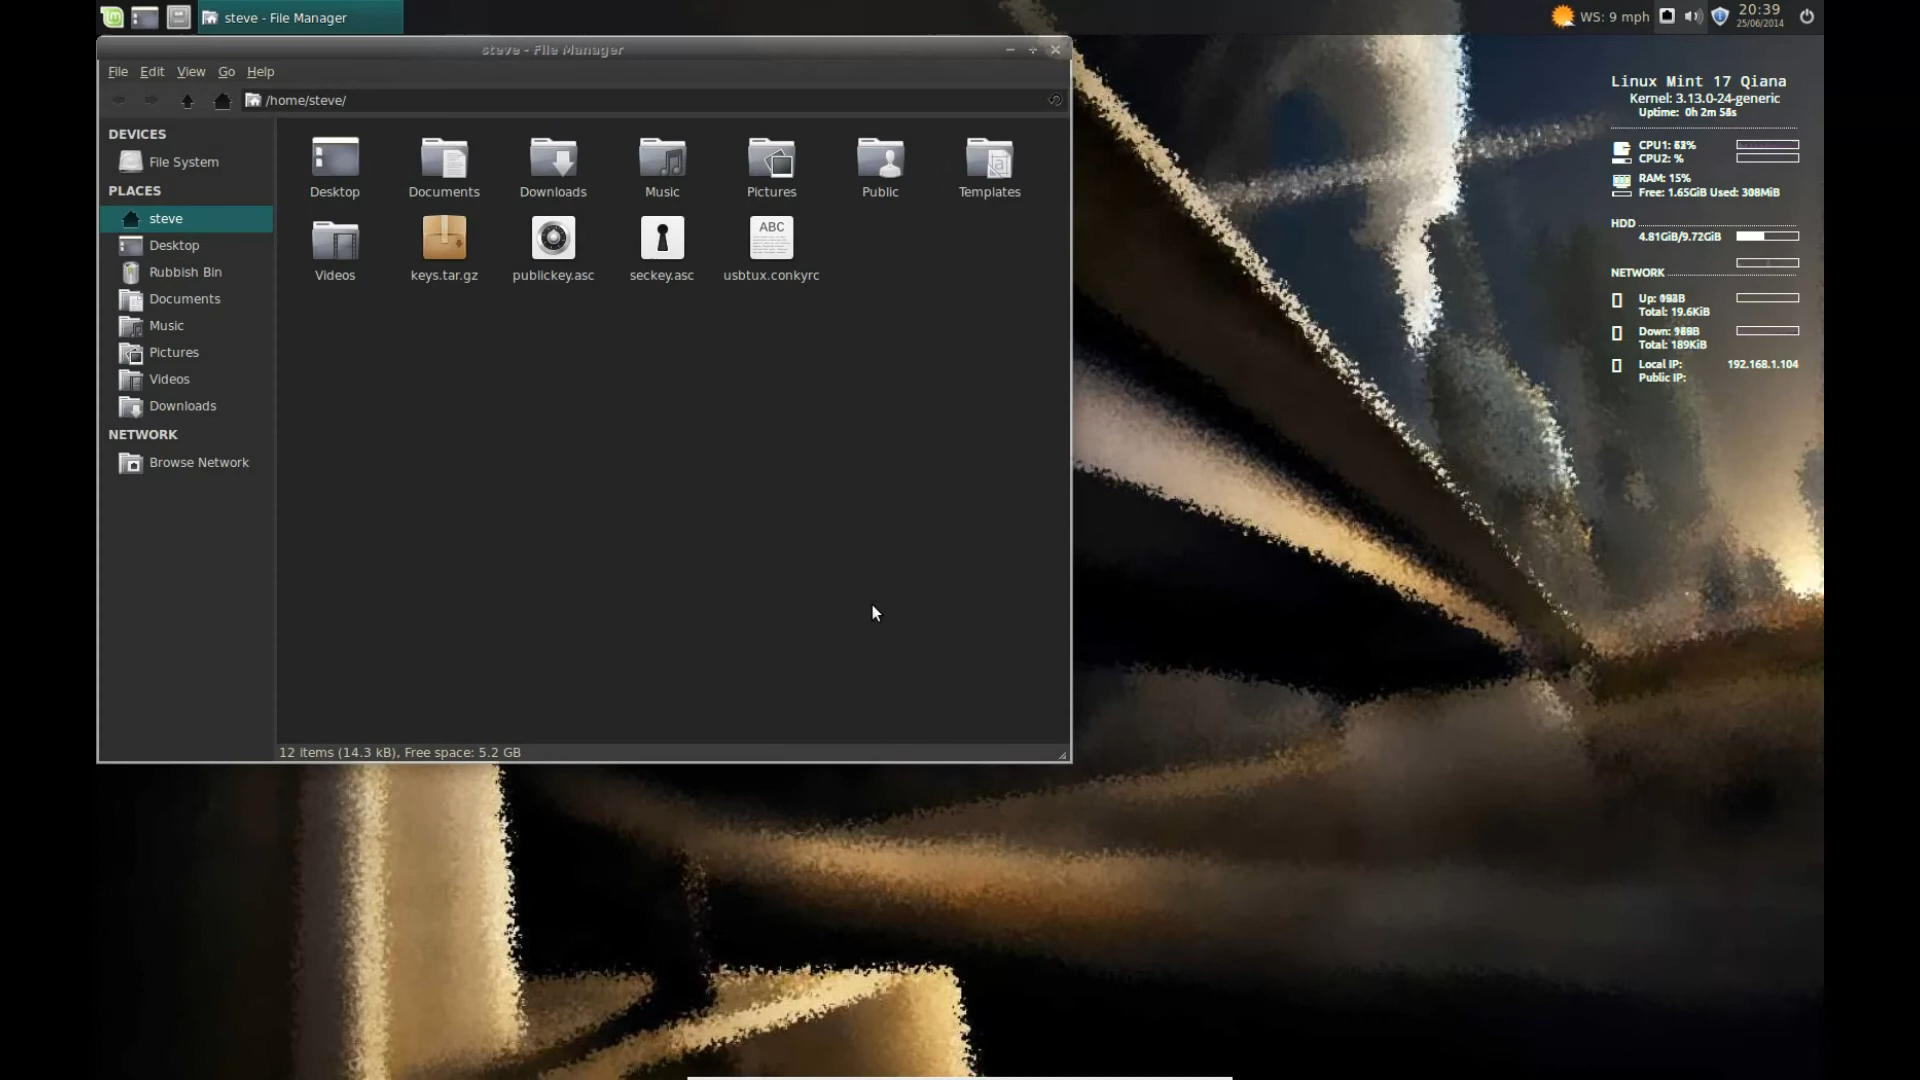 steve - File Manager
WS: 9 mph
20:39
25/06/2014
steve - File Manager
File Edit View Go Help
/home/steve/
DEVICES
File System
PLACES
steve
Desktop
Rubbish Bin
Documents
Music
Pictures
Videos
Downloads
NETWORK
Browse Network
Desktop Documents Downloads Music Pictures Public Templates
ABC
Videos keys.tar.gz publickey.asc seckey.asc usbtux.conkyrc
12 items (14.3 kB), Free space: 5.2 GB
Linux Mint 17 Qiana
Kernel: 3.13.0-24-generic
Uptime: 0h 2m
CPU1:
CPU2: %
RAM: 15%
Free: 1.65GiB Used: 308MiB
HDD
4.81GiB/9.72GiB
NETWORK
Up:
Total: 19.6KiB
Down:
Total: 189KiB
Local IP: 192.168.1.104
Public IP: